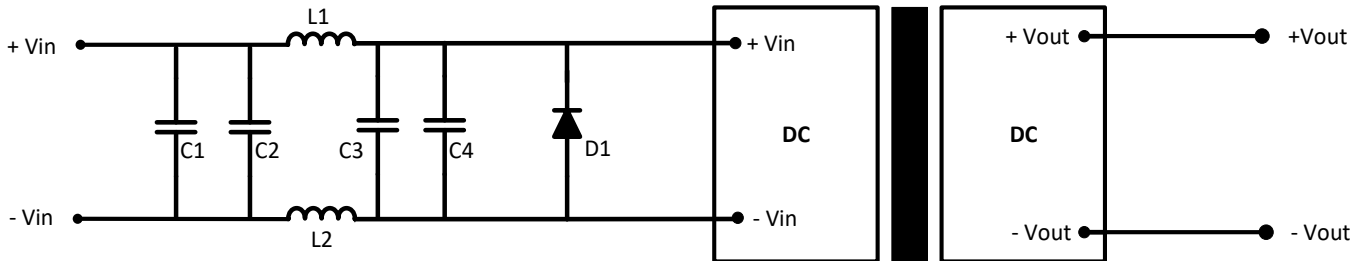 L1
+ Vin
+ Vin
+ Vout
+Vout
C1
C2
C3
C4
D1
DC
DC
- Vin
- Vin
- Vout
- Vout
L2